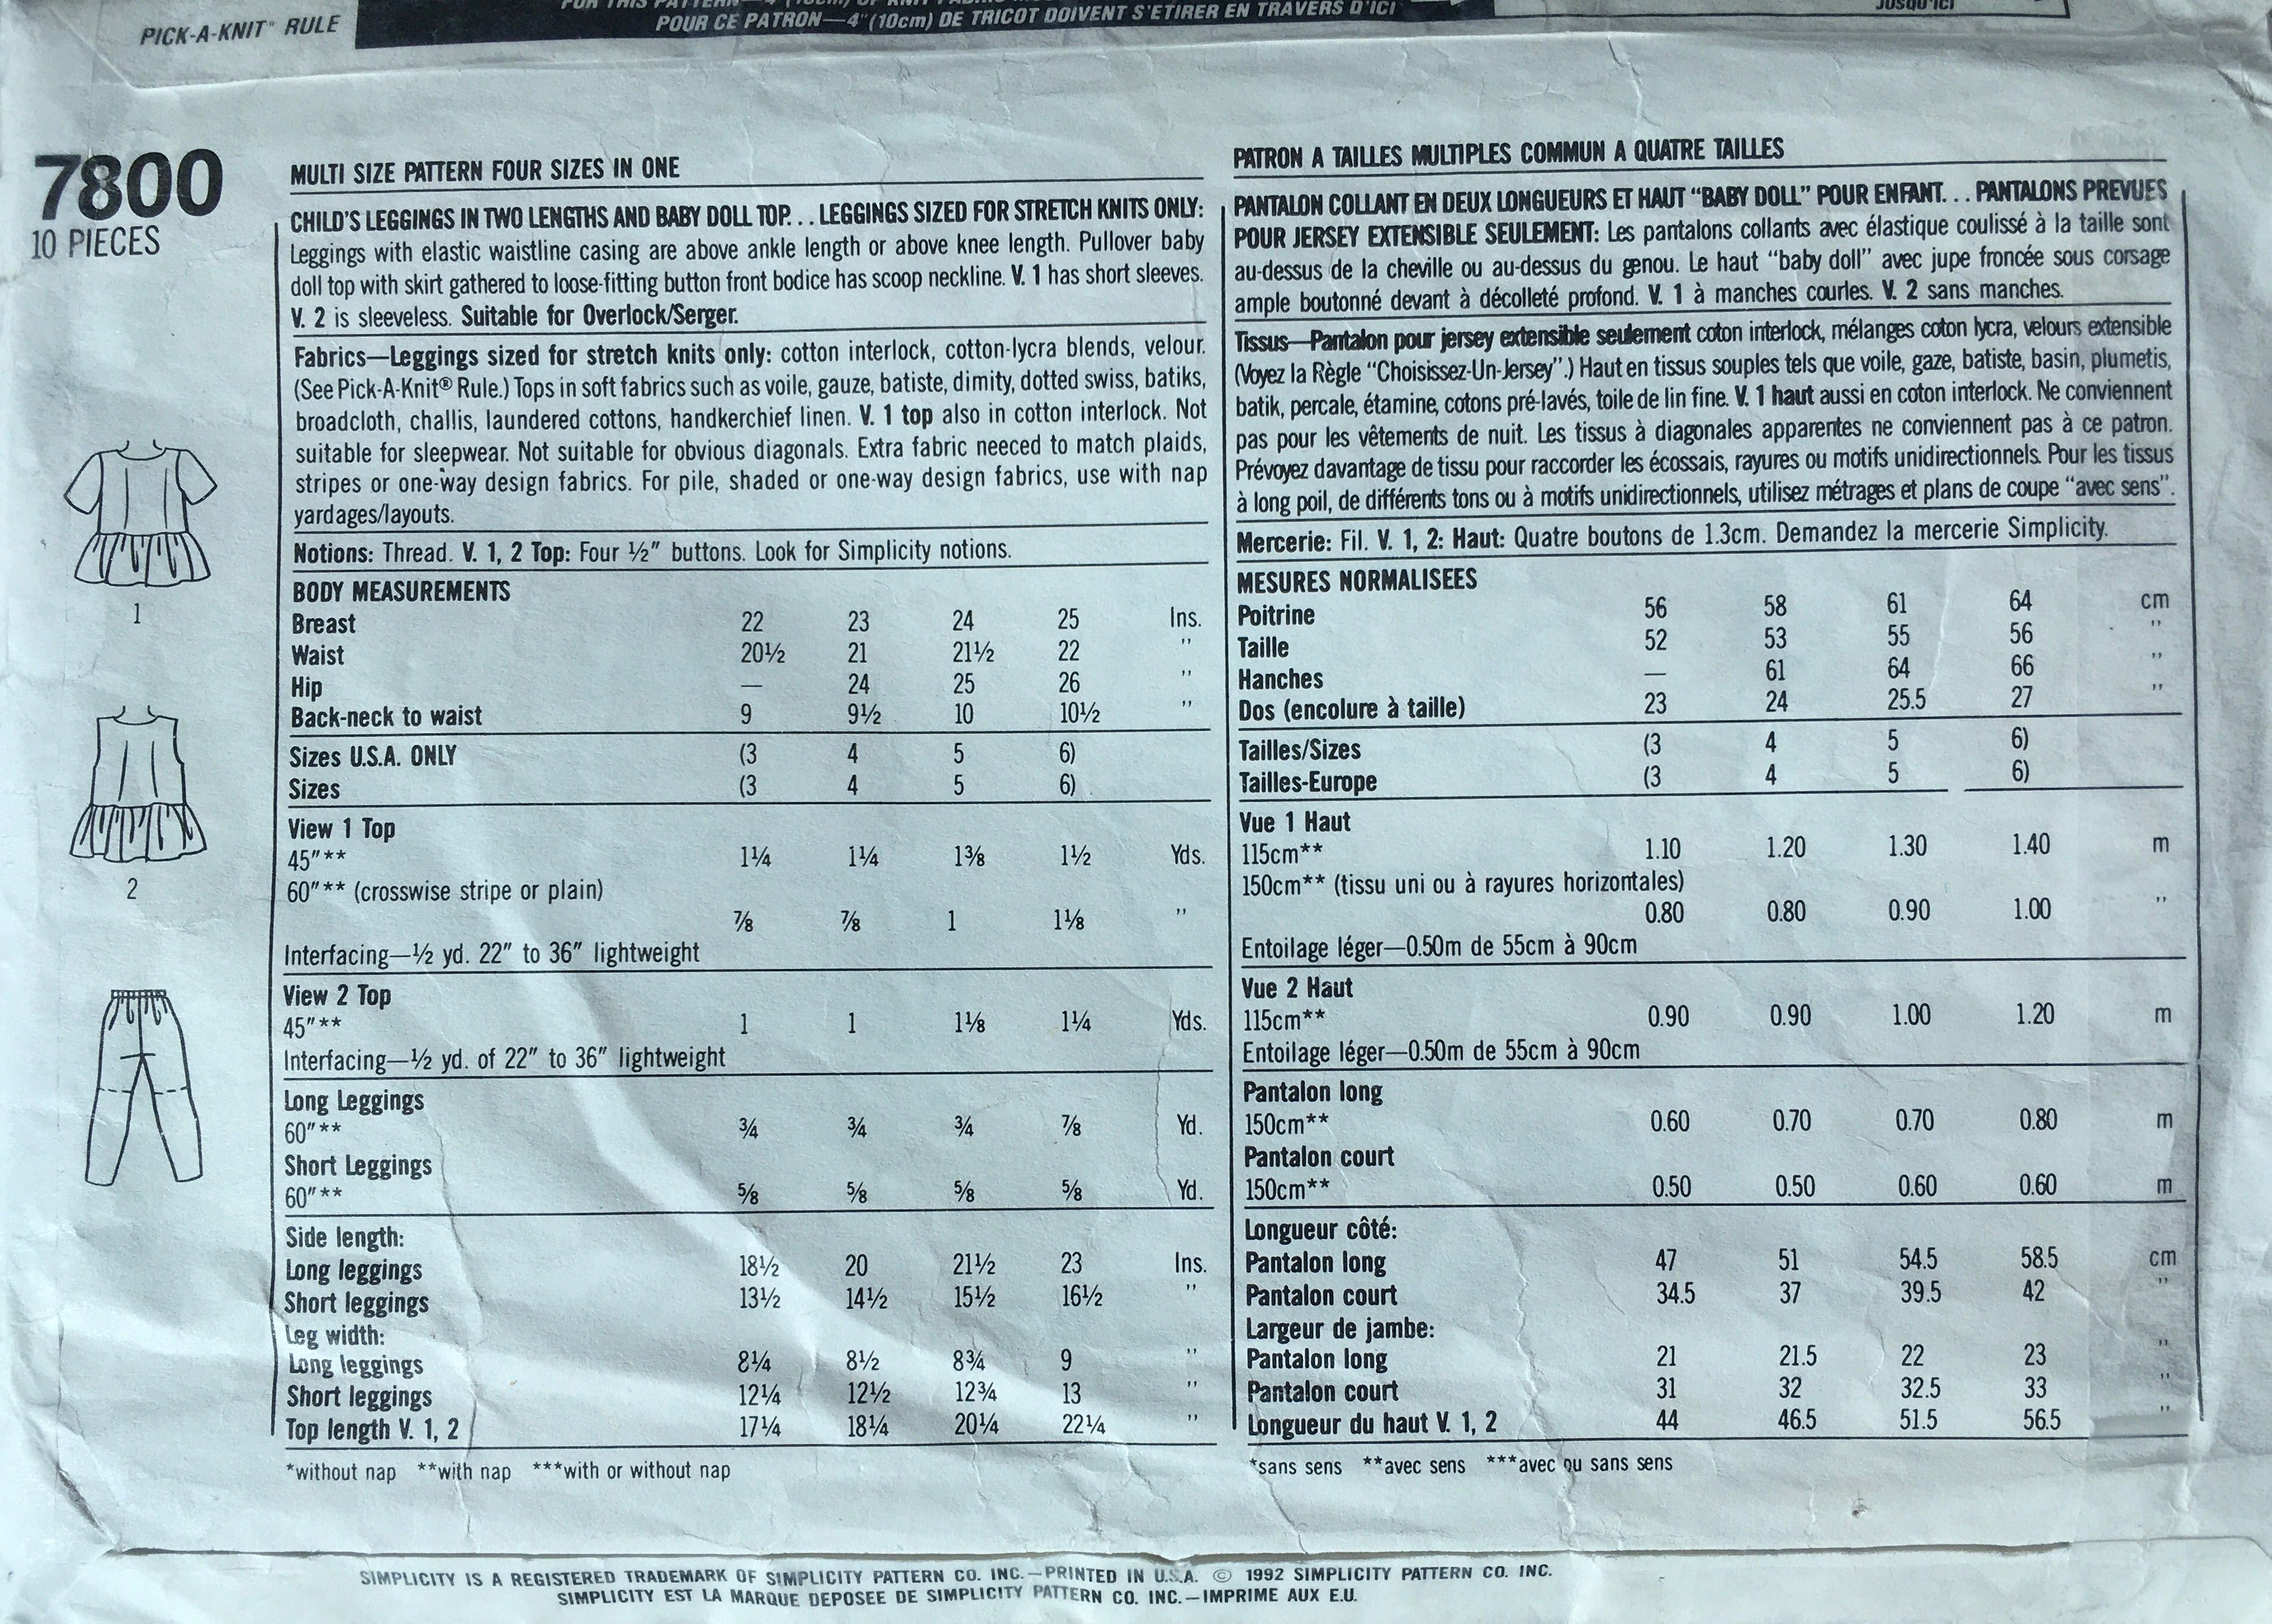 PICK-A-KNIT™ RULE
POUR CE PATRON—4"(10cm) DE TRICOT DOIVENT S'ETIRER EN TRAVERS D'ICI
JUSQU'ICI
7800
10 PIECES
1
2
MULTI SIZE PATTERN FOUR SIZES IN ONE
CHILD'S LEGGINGS IN TWO LENGTHS AND BABY DOLL TOP... LEGGINGS SIZED FOR STRETCH KNITS ONLY:
Leggings with elastic waistline casing are above ankle length or above knee length. Pullover baby
doll top with skirt gathered to loose-fitting button front bodice has scoop neckline. V. 1 has short sleeves.
V. 2 is sleeveless. Suitable for Overlock/Serger.
Fabrics—Leggings sized for stretch knits only: cotton interlock, cotton-lycra blends, velour.
(See Pick-A-Knit® Rule.) Tops in soft fabrics such as voile, gauze, batiste, dimity, dotted swiss, batiks,
broadcloth, challis, laundered cottons, handkerchief linen. V. 1 top also in cotton interlock. Not
suitable for sleepwear. Not suitable for obvious diagonals. Extra fabric neeced to match plaids,
stripes or one-way design fabrics. For pile, shaded or one-way design fabrics, use with nap
yardages/layouts.
Notions: Thread. V. 1, 2 Top: Four ½" buttons. Look for Simplicity notions.
BODY MEASUREMENTS
Breast 22 23 24 25 Ins.
Waist 20½ 21 21½ 22 "
Hip — 24 25 26 "
Back-neck to waist 9 9½ 10 10½ "
Sizes U.S.A. ONLY (3 4 5 6)
Sizes (3 4 5 6)
View 1 Top
45"** 1¼ 1¼ 1⅜ 1½ Yds.
60"** (crosswise stripe or plain)
⅞ ⅞ 1 1⅛ "
Interfacing—½ yd. 22" to 36" lightweight
View 2 Top
45"** 1 1 1⅛ 1¼ Yds.
Interfacing—½ yd. of 22" to 36" lightweight
Long Leggings
60"** ¾ ¾ ¾ ⅞ Yd.
Short Leggings
60"** ⅝ ⅝ ⅝ ⅝ Yd.
Side length:
Long leggings 18½ 20 21½ 23 Ins.
Short leggings 13½ 14½ 15½ 16½ "
Leg width:
Long leggings 8¼ 8½ 8¾ 9 "
Short leggings 12¼ 12½ 12¾ 13 "
Top length V. 1, 2 17¼ 18¼ 20¼ 22¼ "
*without nap **with nap ***with or without nap
PATRON A TAILLES MULTIPLES COMMUN A QUATRE TAILLES
PANTALON COLLANT EN DEUX LONGUEURS ET HAUT "BABY DOLL" POUR ENFANT... PANTALONS PREVUES
POUR JERSEY EXTENSIBLE SEULEMENT: Les pantalons collants avec élastique coulissé à la taille sont
au-dessus de la cheville ou au-dessus du genou. Le haut "baby doll" avec jupe froncée sous corsage
ample boutonné devant à décolleté profond. V. 1 à manches courles. V. 2 sans manches.
Tissus—Pantalon pour jersey extensible seulement coton interlock, mélanges coton lycra, velours extensible
(Voyez la Règle "Choisissez-Un-Jersey".) Haut en tissus souples tels que voile, gaze, batiste, basin, plumetis,
batik, percale, étamine, cotons pré-lavés, toile de lin fine. V. 1 haut aussi en coton interlock. Ne conviennent
pas pour les vêtements de nuit. Les tissus à diagonales apparentes ne conviennent pas à ce patron.
Prévoyez davantage de tissu pour raccorder les écossais, rayures ou motifs unidirectionnels. Pour les tissus
à long poil, de différents tons ou à motifs unidirectionnels, utilisez métrages et plans de coupe "avec sens".
Mercerie: Fil. V. 1, 2: Haut: Quatre boutons de 1.3cm. Demandez la mercerie Simplicity.
MESURES NORMALISEES
Poitrine 56 58 61 64 cm
Taille 52 53 55 56 "
Hanches — 61 64 66 "
Dos (encolure à taille) 23 24 25.5 27 "
Tailles/Sizes (3 4 5 6)
Tailles-Europe (3 4 5 6)
Vue 1 Haut
115cm** 1.10 1.20 1.30 1.40 m
150cm** (tissu uni ou à rayures horizontales)
0.80 0.80 0.90 1.00 "
Entoilage léger—0.50m de 55cm à 90cm
Vue 2 Haut
115cm** 0.90 0.90 1.00 1.20 m
Entoilage léger—0.50m de 55cm à 90cm
Pantalon long
150cm** 0.60 0.70 0.70 0.80 m
Pantalon court
150cm** 0.50 0.50 0.60 0.60 m
Longueur côté:
Pantalon long 47 51 54.5 58.5 cm
Pantalon court 34.5 37 39.5 42 "
Largeur de jambe:
Pantalon long 21 21.5 22 23 "
Pantalon court 31 32 32.5 33 "
Longueur du haut V. 1, 2 44 46.5 51.5 56.5 "
*sans sens **avec sens ***avec ou sans sens
SIMPLICITY IS A REGISTERED TRADEMARK OF SIMPLICITY PATTERN CO. INC.—PRINTED IN U.S.A. © 1992 SIMPLICITY PATTERN CO. INC.
SIMPLICITY EST LA MARQUE DEPOSEE DE SIMPLICITY PATTERN CO. INC.—IMPRIME AUX E.U.